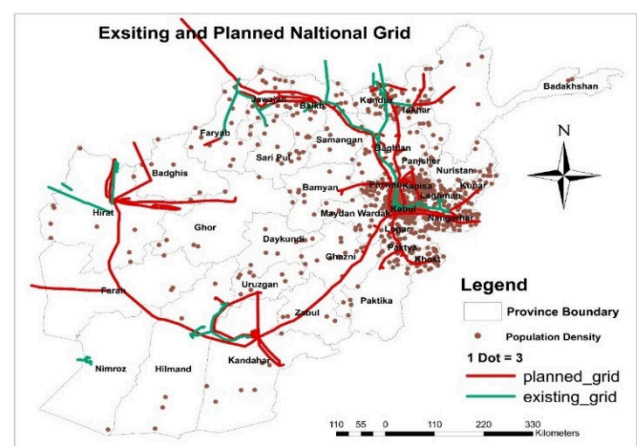 Exsiting and Planned Naltional Grid
Badakhshan
Jawzjan
Balkh
Kunduz
Takhar
Faryab
Samangan
Baghlan
Sari Pul
Panjsher
Nuristan
Badghis
Bamyan
Parwan
Kapisa
Kunar
Laghman
Hirat
Kabul
Maydan Wardak
Nangarhar
Ghor
Logar
Daykundi
Paktya
Ghazni
Khost
Uruzgan
Farah
Zabul
Paktika
Kandahar
Nimroz
Hilmand
N
Legend
Province Boundary
Population Density
1 Dot = 3
planned_grid
existing_grid
110 55 0 110 220 330
Kilometers